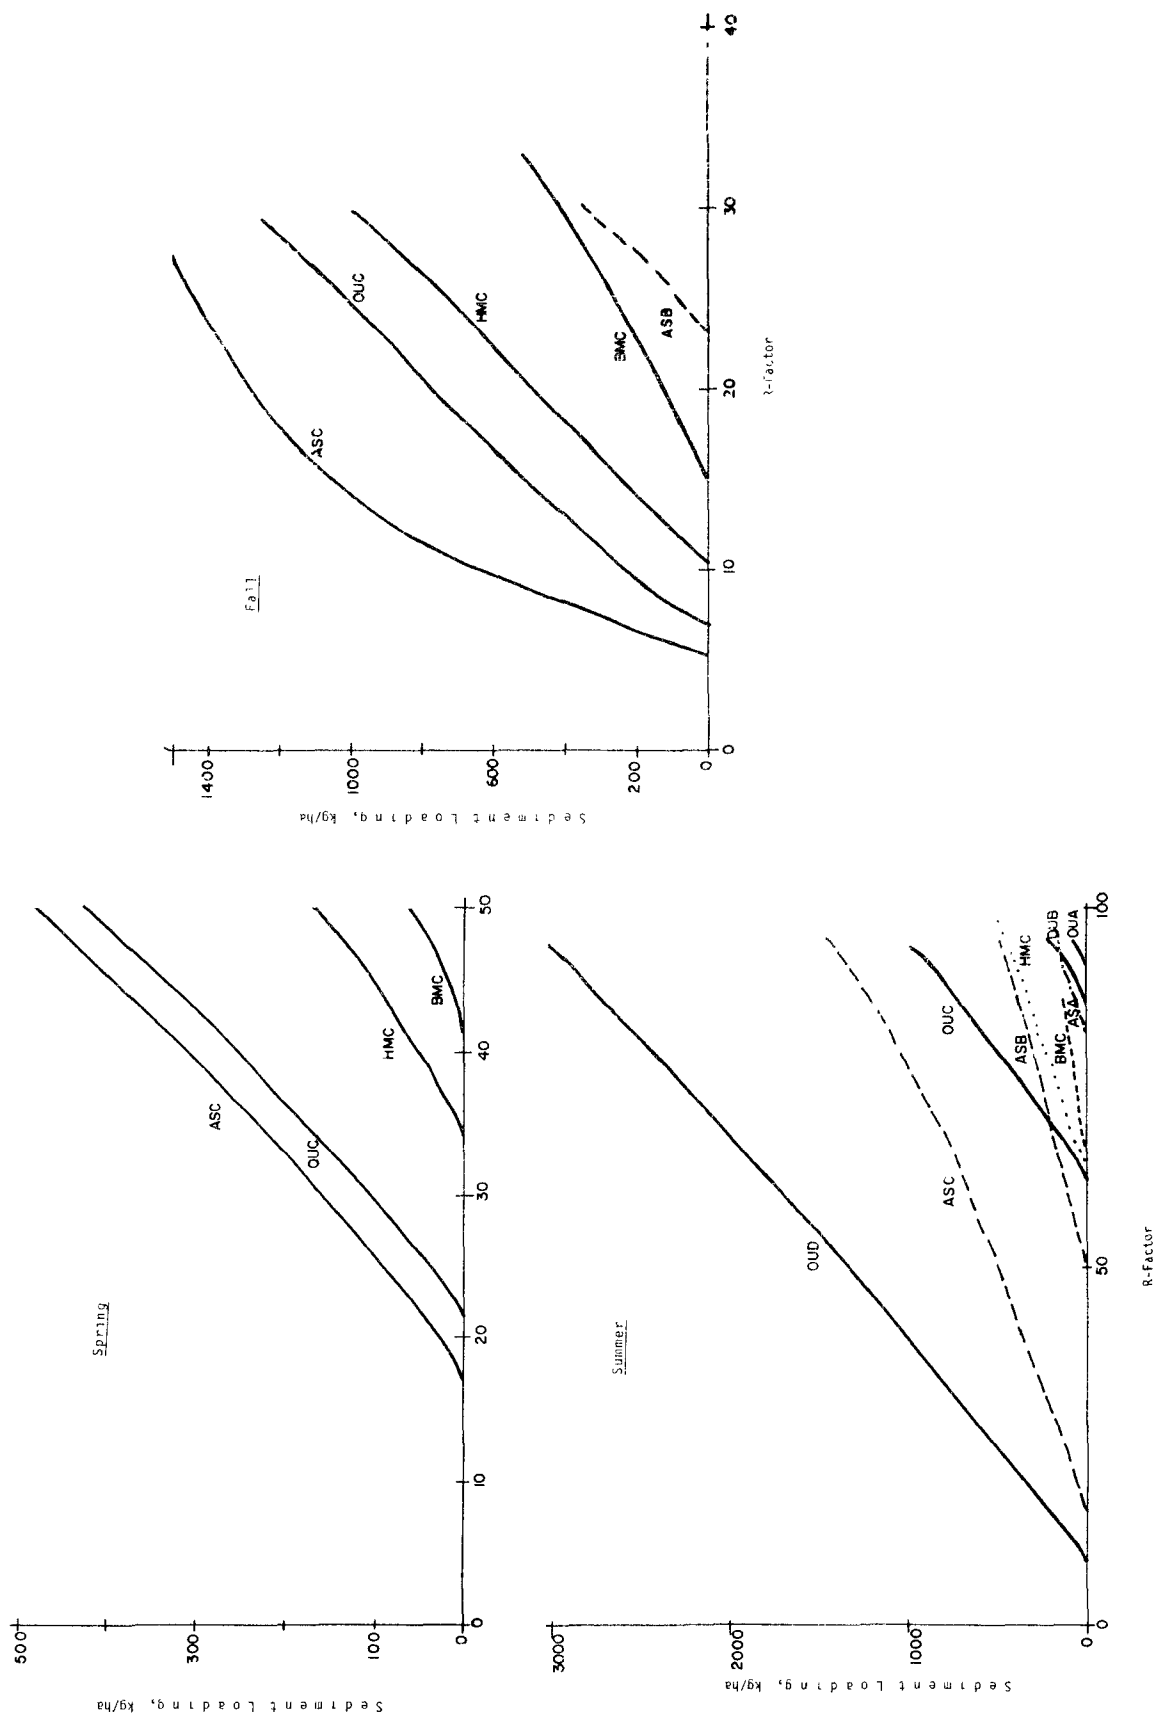 Spring
Sediment Loading, kg/ha
500
100
0
0
10
20
30
40
50
ASC
OUC
HMC
BMC
Fall
Sediment Loading, kg/ha
1400
1000
600
200
0
0
10
20
30
40
R-Factor
ASC
OUC
HMC
BMC
ASB
Summer
Sediment Loading, kg/ha
3000
2000
1000
0
50
100
R-Factor
OUD
ASC
OUC
ASB
HMC
BMC
ASA
OUB
OUA